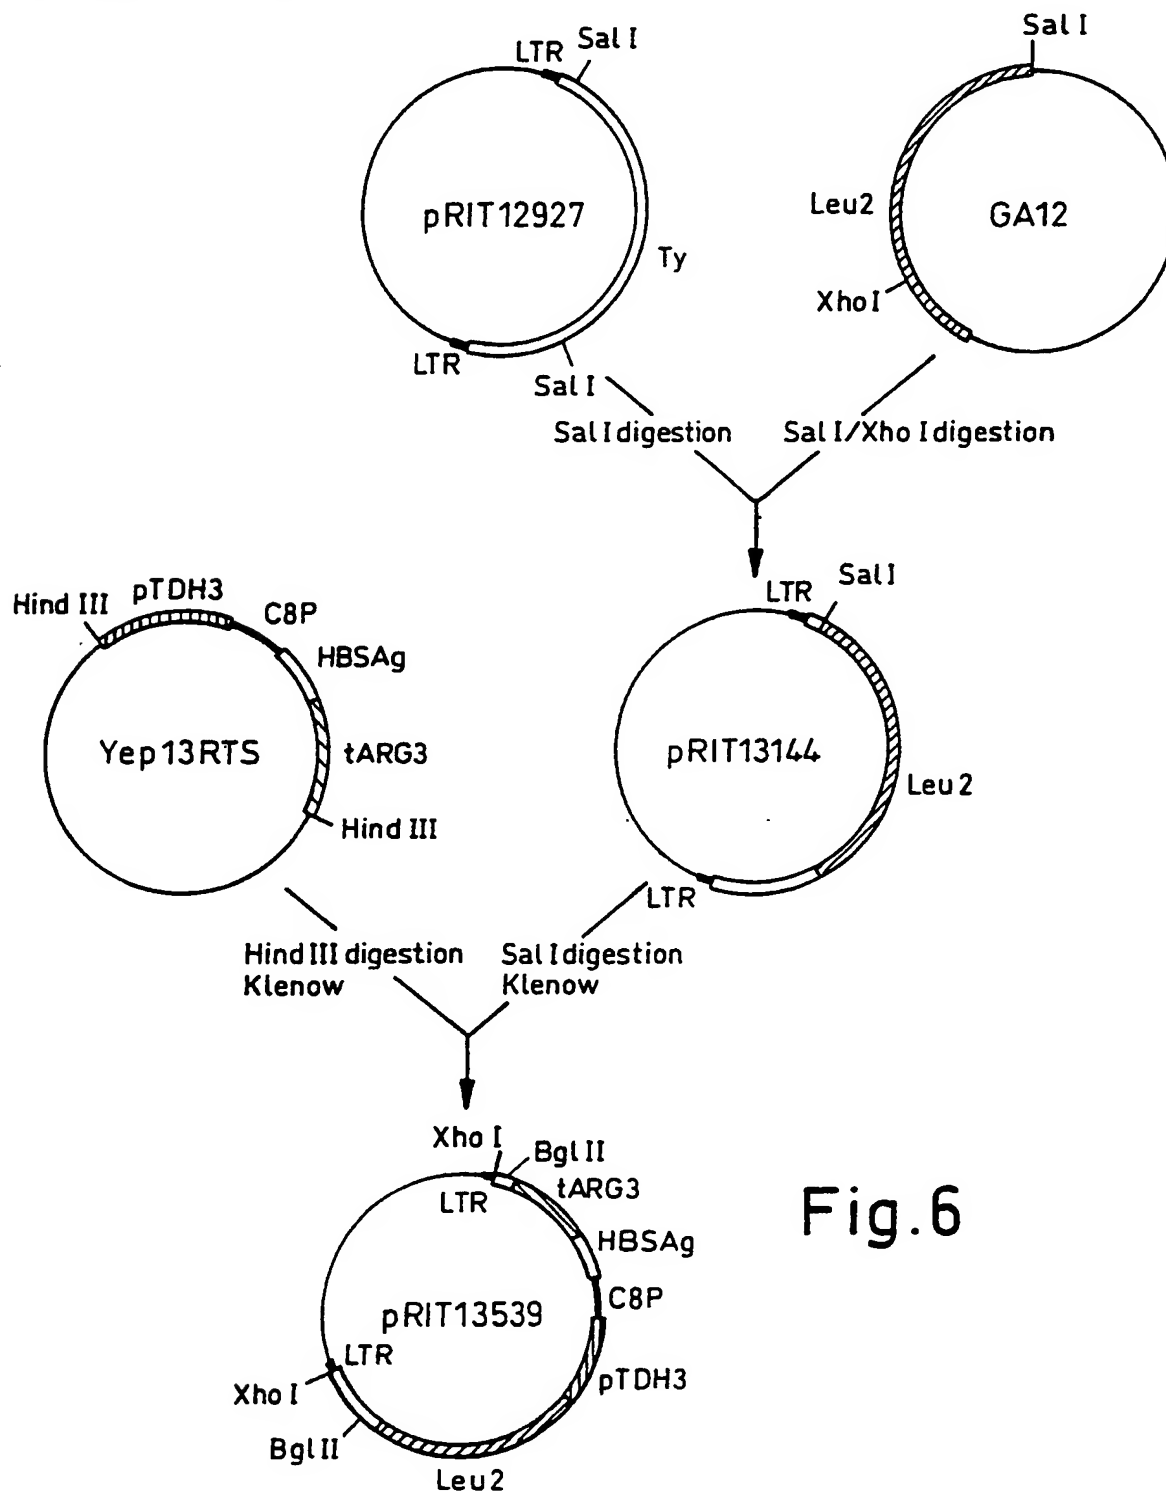 LTR
Sal I
pRIT12927
Ty
LTR
Sal I
Sal I
Leu2
GA12
Xho I
Sal I digestion
Sal I/Xho I digestion
Hind III
pTDH3
C8P
HBSAg
Yep13RTS
tARG3
Hind III
LTR
Sal I
pRIT13144
Leu2
LTR
Hind III digestion
Klenow
Sal I digestion
Klenow
Xho I
Bgl II
LTR
tARG3
HBSAg
C8P
pRIT13539
LTR
Xho I
pTDH3
Bgl II
Leu2
Fig.6